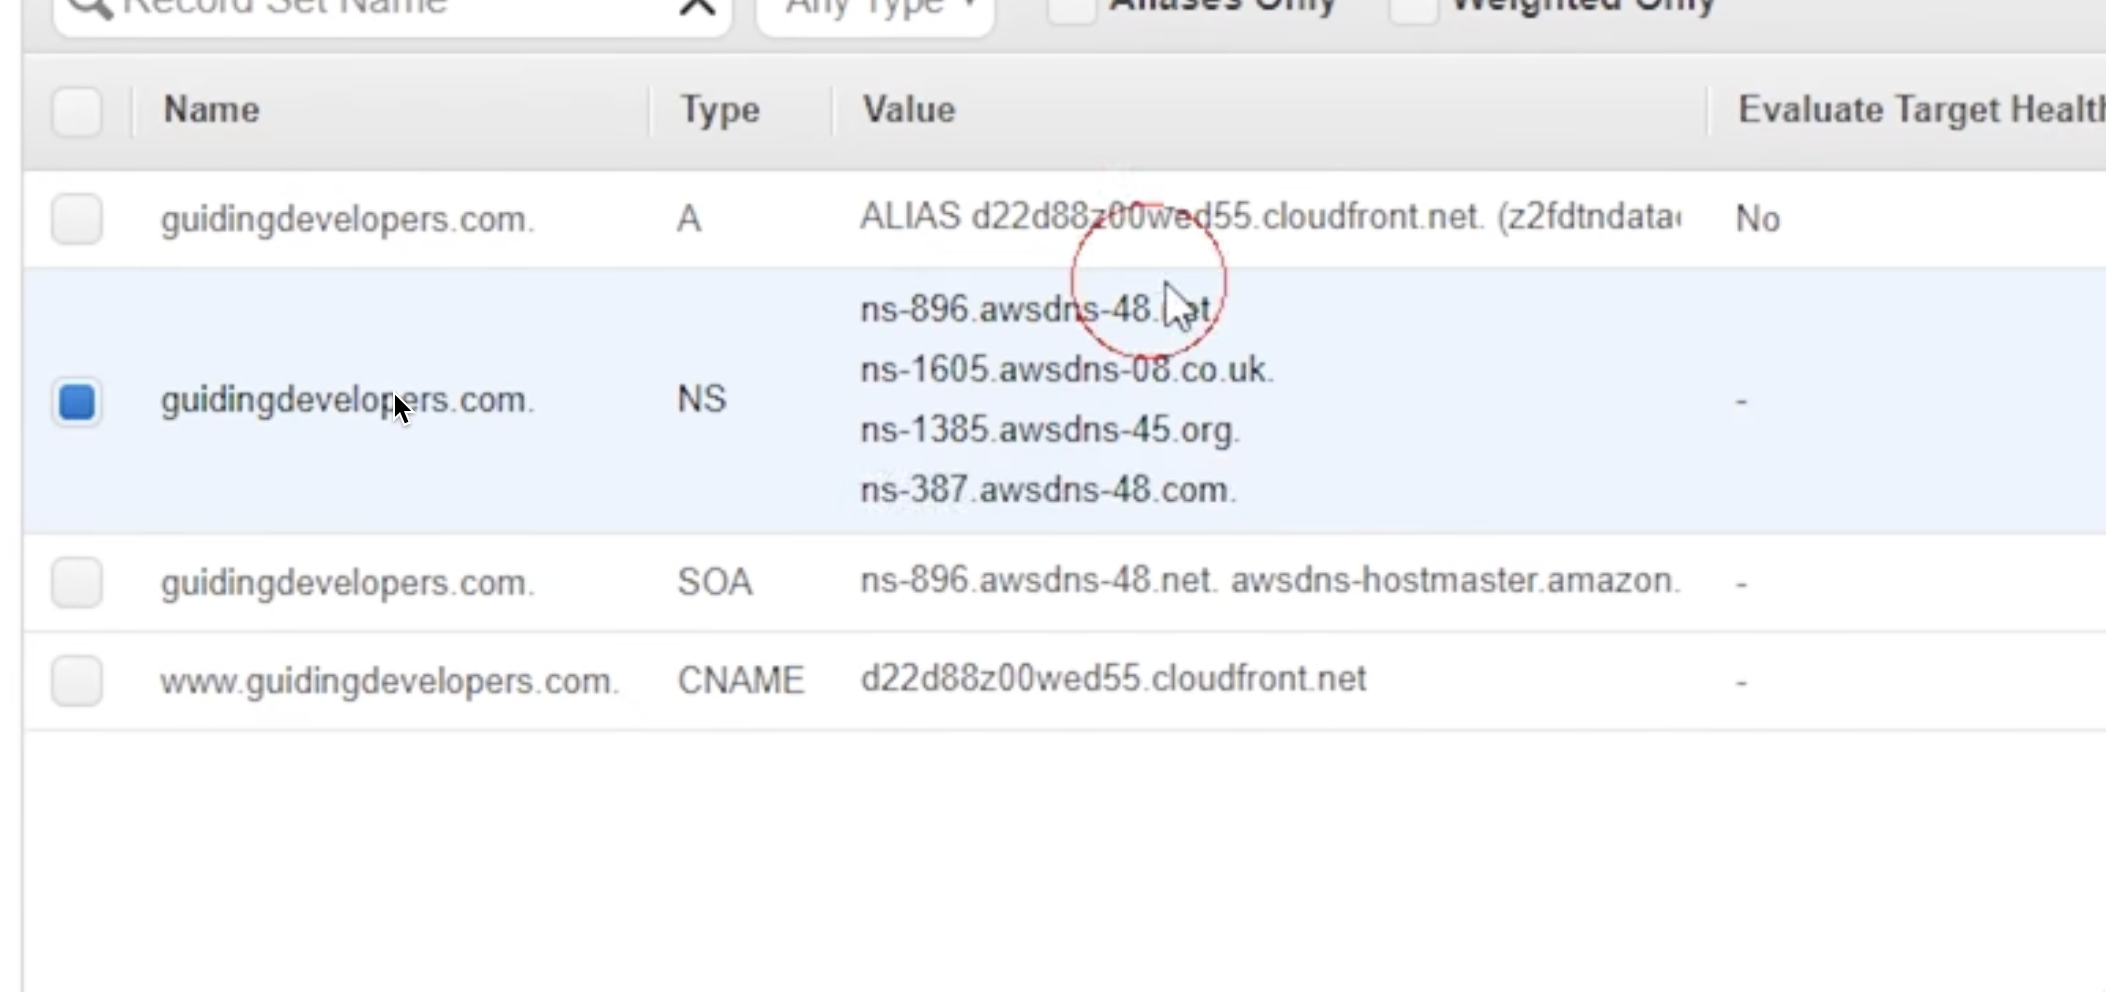 Record Set Name Any Type Aliases Only Weighted Only
Name Type Value Evaluate Target Health
guidingdevelopers.com. A ALIAS d22d88z00wed55.cloudfront.net. (z2fdtndata No
ns-896.awsdns-48.net.
ns-1605.awsdns-08.co.uk.
guidingdevelopers.com. NS -
ns-1385.awsdns-45.org.
ns-387.awsdns-48.com.
guidingdevelopers.com. SOA ns-896.awsdns-48.net. awsdns-hostmaster.amazon. -
www.guidingdevelopers.com. CNAME d22d88z00wed55.cloudfront.net -